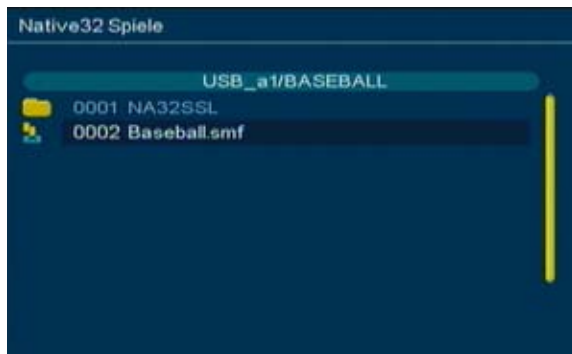 Native32 Spiele
USB_a1/BASEBALL
0001 NA32SSL
0002 Baseball.smf